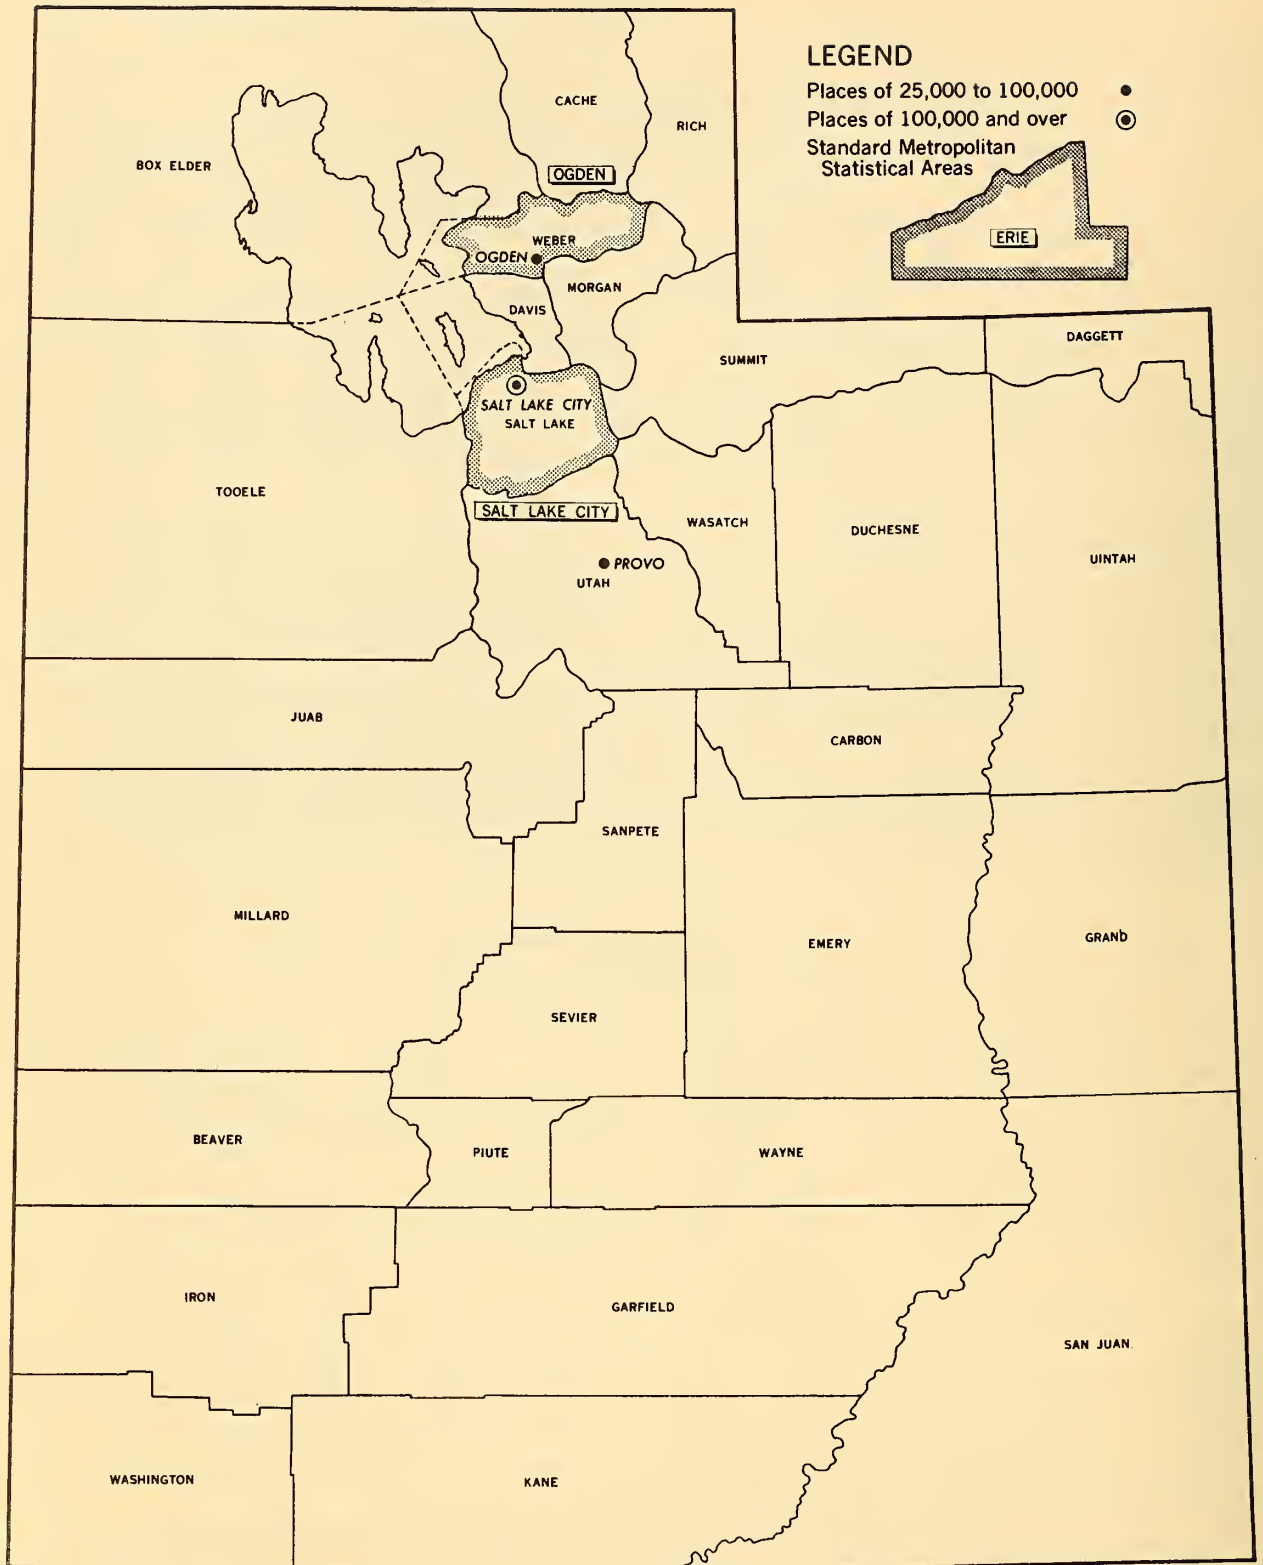 LEGEND
Places of 25,000 to 100,000
Places of 100,000 and over
Standard Metropolitan
Statistical Areas
ERIE
CACHE
RICH
BOX ELDER
OGDEN
WEBER
OGDEN
MORGAN
DAVIS
SUMMIT
DAGGETT
SALT LAKE CITY
SALT LAKE
TOOELE
SALT LAKE CITY
WASATCH
DUCHESNE
UINTAH
PROVO
UTAH
JUAB
CARBON
SANPETE
MILLARD
EMERY
GRAND
SEVIER
BEAVER
PIUTE
WAYNE
IRON
GARFIELD
SAN JUAN
WASHINGTON
KANE